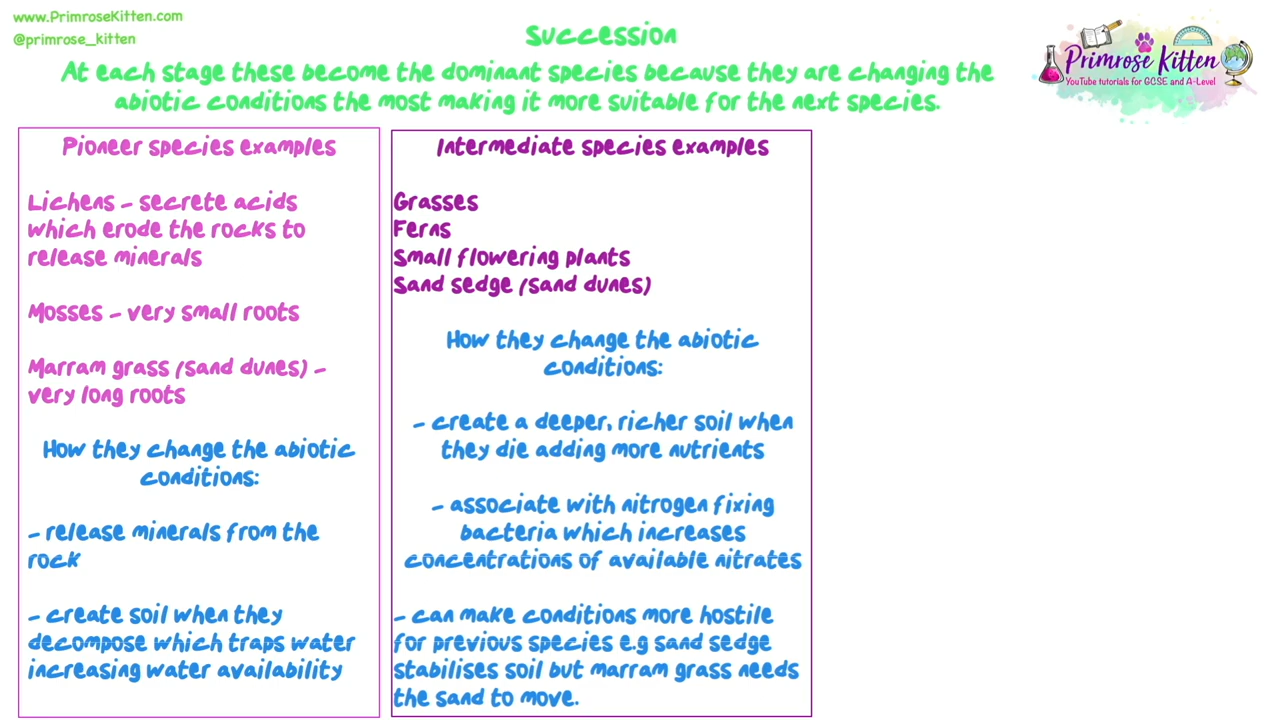 www.PrimroseKitten.com
@primrose_kitten
Succession
At each stage these become the dominant species because they are changing the
abiotic conditions the most making it more suitable for the next species.
Primrose Kitten
YouTube tutorials for GCSE and A-Level
Pioneer species examples
Lichens - secrete acids
which erode the rocks to
release minerals
Mosses - very small roots
Marram grass (sand dunes) -
very long roots
How they change the abiotic
conditions:
- release minerals from the
rock
- create soil when they
decompose which traps water
increasing water availability
Intermediate species examples
Grasses
Ferns
Small flowering plants
Sand sedge (sand dunes)
How they change the abiotic
conditions:
- create a deeper, richer soil when
they die adding more nutrients
- associate with nitrogen fixing
bacteria which increases
concentrations of available nitrates
- can make conditions more hostile
for previous species e.g sand sedge
stabilises soil but marram grass needs
the sand to move.